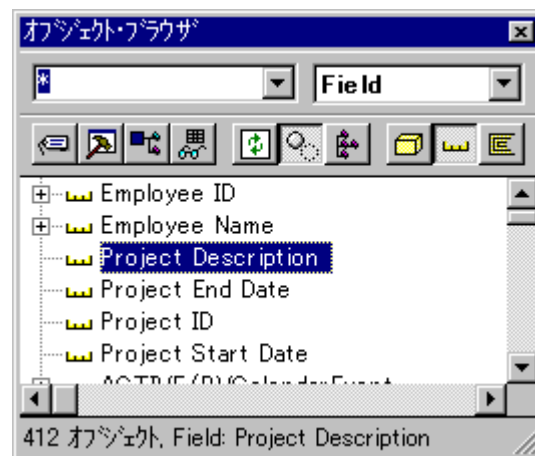 ｵﾌﾞｼﾞｪｸﾄ･ﾌﾞﾗｳｻﾞ
*
Field
Employee ID
Employee Name
Project Description
Project End Date
Project ID
Project Start Date
412 ｵﾌﾞｼﾞｪｸﾄ, Field: Project Description